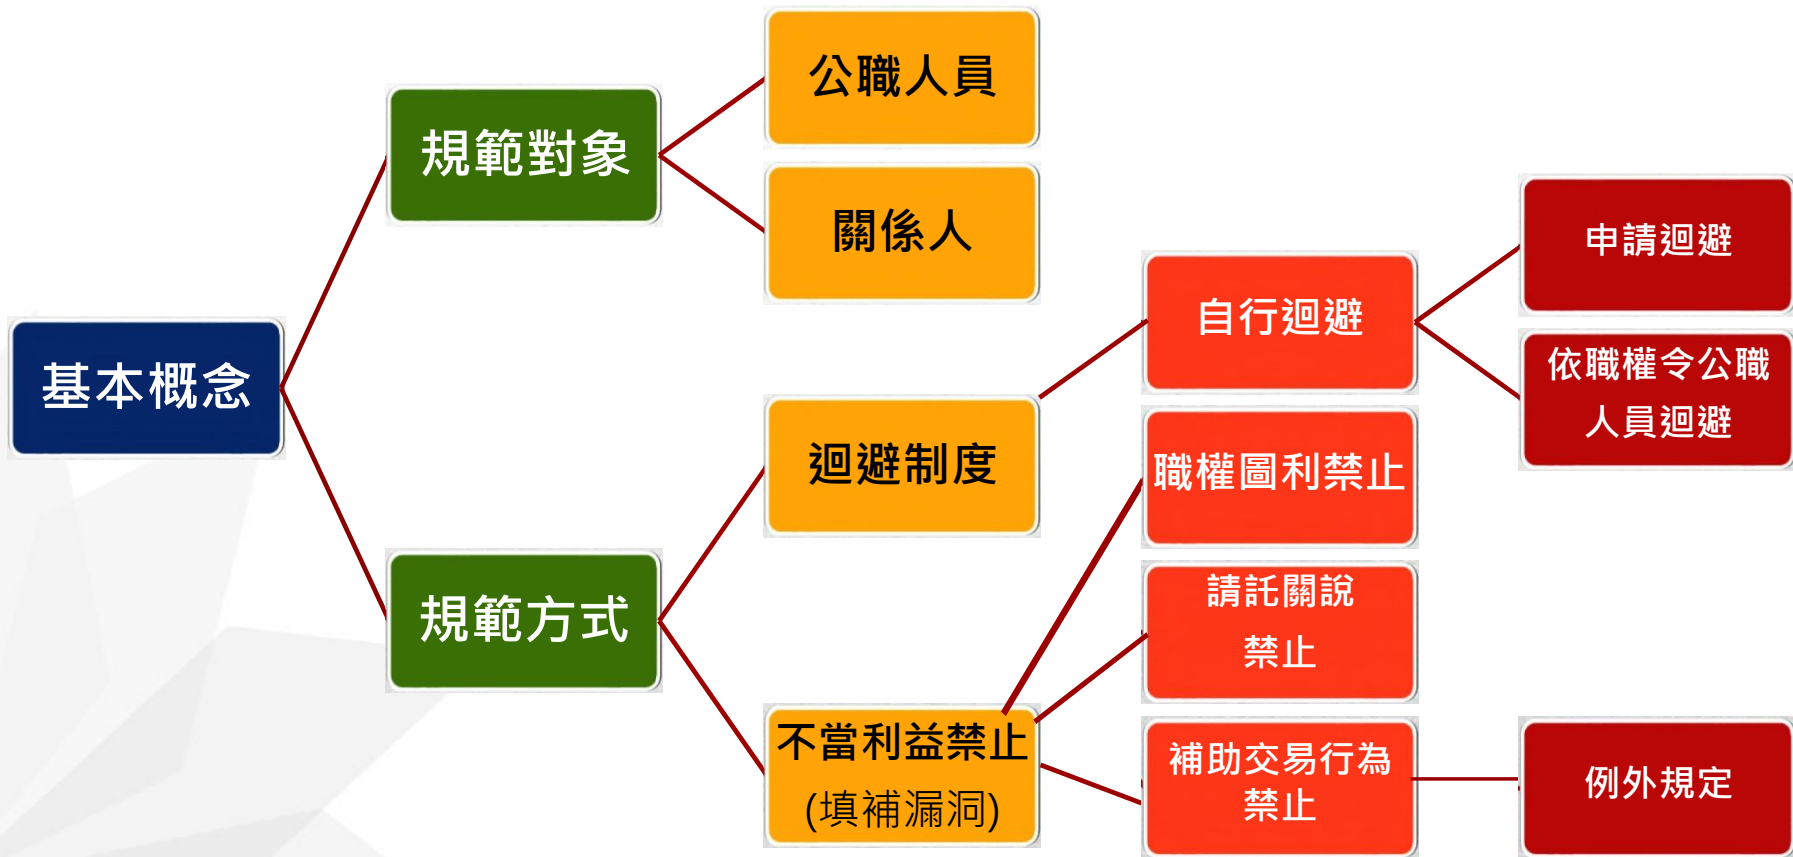 基本概念
規範對象
公職人員
關係人
規範方式
迴避制度
自行迴避
申請迴避
依職權令公職
人員迴避
不當利益禁止
(填補漏洞)
職權圖利禁止
請託關說
禁止
補助交易行為
禁止
例外規定